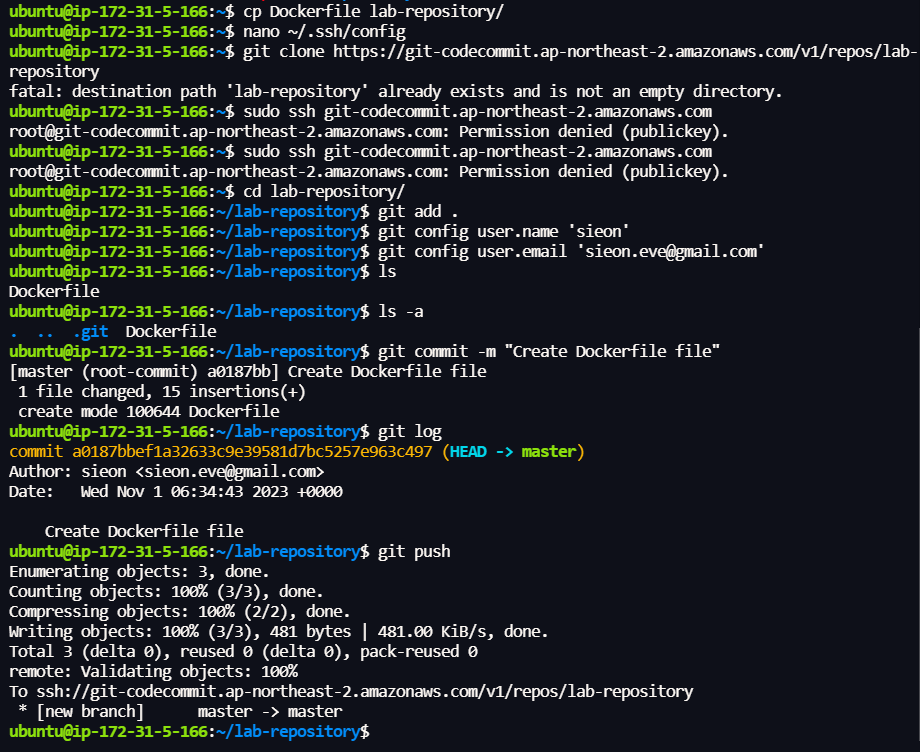 ubuntu@ip-172-31-5-166:~$ cp Dockerfile lab-repository/
ubuntu@ip-172-31-5-166:~$ nano ~/.ssh/config
ubuntu@ip-172-31-5-166:~$ git clone https://git-codecommit.ap-northeast-2.amazonaws.com/v1/repos/lab-
repository
fatal: destination path 'lab-repository' already exists and is not an empty directory.
ubuntu@ip-172-31-5-166:~$ sudo ssh git-codecommit.ap-northeast-2.amazonaws.com
root@git-codecommit.ap-northeast-2.amazonaws.com: Permission denied (publickey).
ubuntu@ip-172-31-5-166:~$ sudo ssh git-codecommit.ap-northeast-2.amazonaws.com
root@git-codecommit.ap-northeast-2.amazonaws.com: Permission denied (publickey).
ubuntu@ip-172-31-5-166:~$ cd lab-repository/
ubuntu@ip-172-31-5-166:~/lab-repository$ git add .
ubuntu@ip-172-31-5-166:~/lab-repository$ git config user.name 'sieon'
ubuntu@ip-172-31-5-166:~/lab-repository$ git config user.email 'sieon.eve@gmail.com'
ubuntu@ip-172-31-5-166:~/lab-repository$ ls
Dockerfile
ubuntu@ip-172-31-5-166:~/lab-repository$ ls -a
.  ..  .git  Dockerfile
ubuntu@ip-172-31-5-166:~/lab-repository$ git commit -m "Create Dockerfile file"
[master (root-commit) a0187bb] Create Dockerfile file
 1 file changed, 15 insertions(+)
 create mode 100644 Dockerfile
ubuntu@ip-172-31-5-166:~/lab-repository$ git log
commit a0187bbef1a32633c9e39581d7bc5257e963c497 (HEAD -> master)
Author: sieon <sieon.eve@gmail.com>
Date:   Wed Nov 1 06:34:43 2023 +0000
    Create Dockerfile file
ubuntu@ip-172-31-5-166:~/lab-repository$ git push
Enumerating objects: 3, done.
Counting objects: 100% (3/3), done.
Compressing objects: 100% (2/2), done.
Writing objects: 100% (3/3), 481 bytes | 481.00 KiB/s, done.
Total 3 (delta 0), reused 0 (delta 0), pack-reused 0
remote: Validating objects: 100%
To ssh://git-codecommit.ap-northeast-2.amazonaws.com/v1/repos/lab-repository
 * [new branch]      master -> master
ubuntu@ip-172-31-5-166:~/lab-repository$